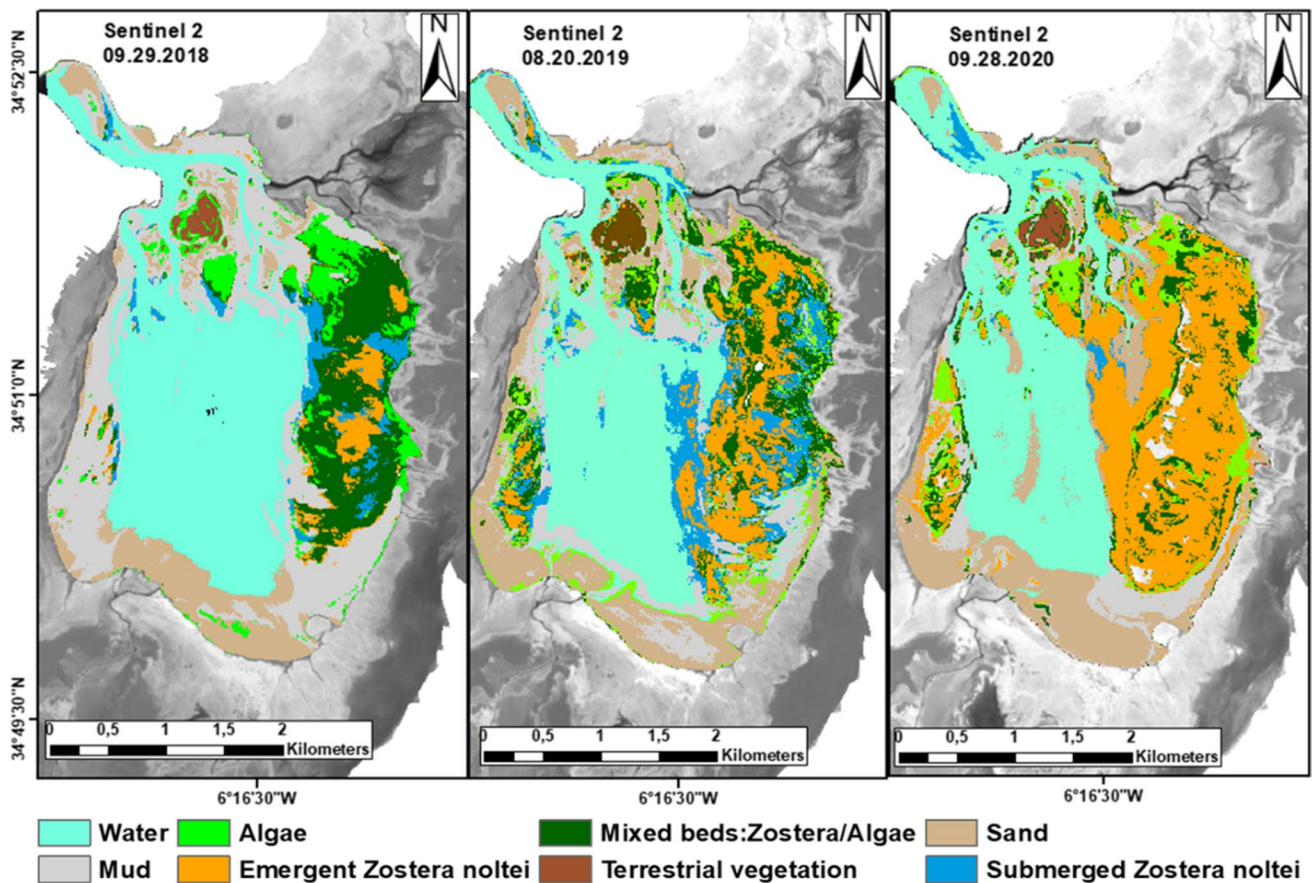 Sentinel 2
09.29.2018
N
Sentinel 2
08.20.2019
N
Sentinel 2
09.28.2020
N
34°52'30"N
34°51'0"N
34°49'30"N
0 0,5 1 1,5 2
Kilometers
0 0,5 1 1,5 2
Kilometers
0 0,5 1 1,5 2
Kilometers
6°16'30"W
6°16'30"W
6°16'30"W
Water
Algae
Mixed beds:Zostera/Algae
Sand
Mud
Emergent Zostera noltei
Terrestrial vegetation
Submerged Zostera noltei